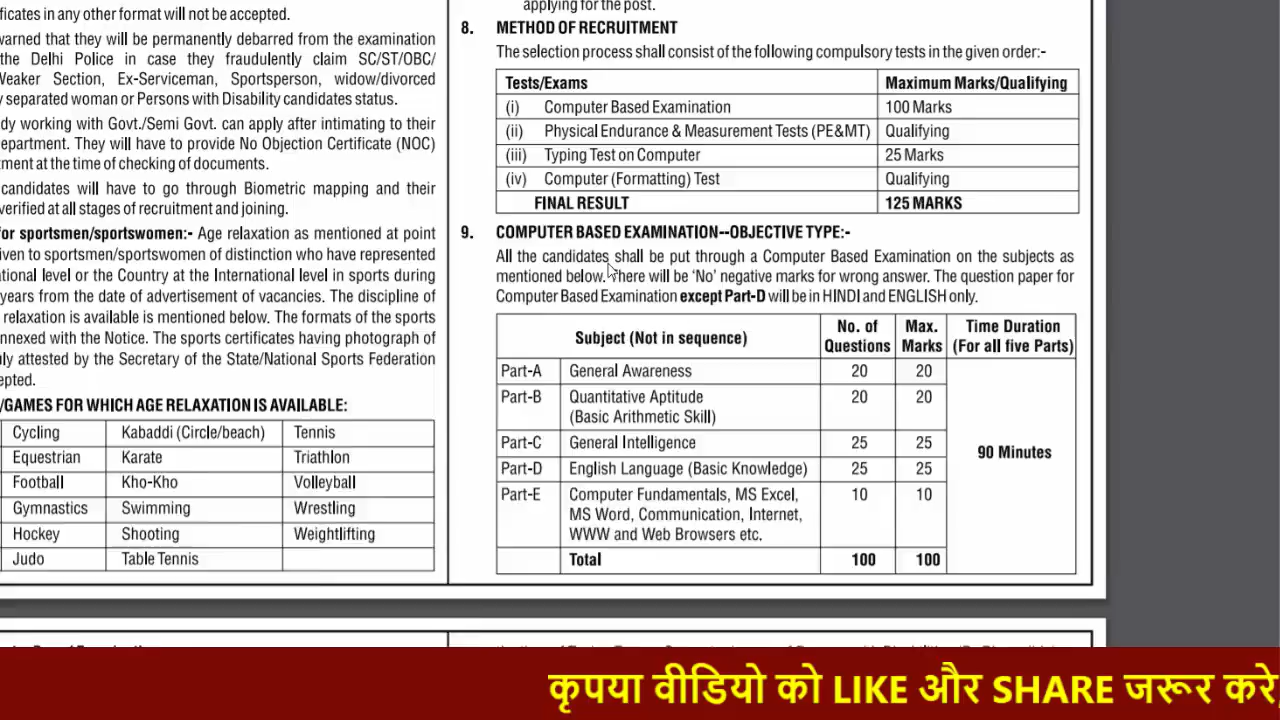 ficates in any other format will not be accepted.
warned that they will be permanently debarred from the examination
the Delhi Police in case they fraudulently claim SC/ST/OBC/
Weaker Section, Ex-Serviceman, Sportsperson, widow/divorced
y separated woman or Persons with Disability candidates status.
dy working with Govt./Semi Govt. can apply after intimating to their
epartment. They will have to provide No Objection Certificate (NOC)
tment at the time of checking of documents.
candidates will have to go through Biometric mapping and their
verified at all stages of recruitment and joining.
for sportsmen/sportswomen:- Age relaxation as mentioned at point
iven to sportsmen/sportswomen of distinction who have represented
ational level or the Country at the International level in sports during
years from the date of advertisement of vacancies. The discipline of
relaxation is available is mentioned below. The formats of the sports
nnexed with the Notice. The sports certificates having photograph of
uly attested by the Secretary of the State/National Sports Federation
epted.
/GAMES FOR WHICH AGE RELAXATION IS AVAILABLE:
Cycling Kabaddi (Circle/beach) Tennis
Equestrian Karate Triathlon
Football Kho-Kho Volleyball
Gymnastics Swimming Wrestling
Hockey Shooting Weightlifting
Judo Table Tennis
applying for the post.
8. METHOD OF RECRUITMENT
The selection process shall consist of the following compulsory tests in the given order:-
Tests/Exams Maximum Marks/Qualifying
(i) Computer Based Examination 100 Marks
(ii) Physical Endurance & Measurement Tests (PE&MT) Qualifying
(iii) Typing Test on Computer 25 Marks
(iv) Computer (Formatting) Test Qualifying
FINAL RESULT 125 MARKS
9. COMPUTER BASED EXAMINATION--OBJECTIVE TYPE:-
All the candidates shall be put through a Computer Based Examination on the subjects as
mentioned below. There will be 'No' negative marks for wrong answer. The question paper for
Computer Based Examination except Part-D will be in HINDI and ENGLISH only.
Subject (Not in sequence) No. of Questions Max. Marks Time Duration (For all five Parts)
Part-A General Awareness 20 20
Part-B Quantitative Aptitude 20 20
(Basic Arithmetic Skill)
Part-C General Intelligence 25 25
90 Minutes
Part-D English Language (Basic Knowledge) 25 25
Part-E Computer Fundamentals, MS Excel, 10 10
MS Word, Communication, Internet,
WWW and Web Browsers etc.
Total 100 100
कृपया वीडियो को LIKE और SHARE जरूर करे